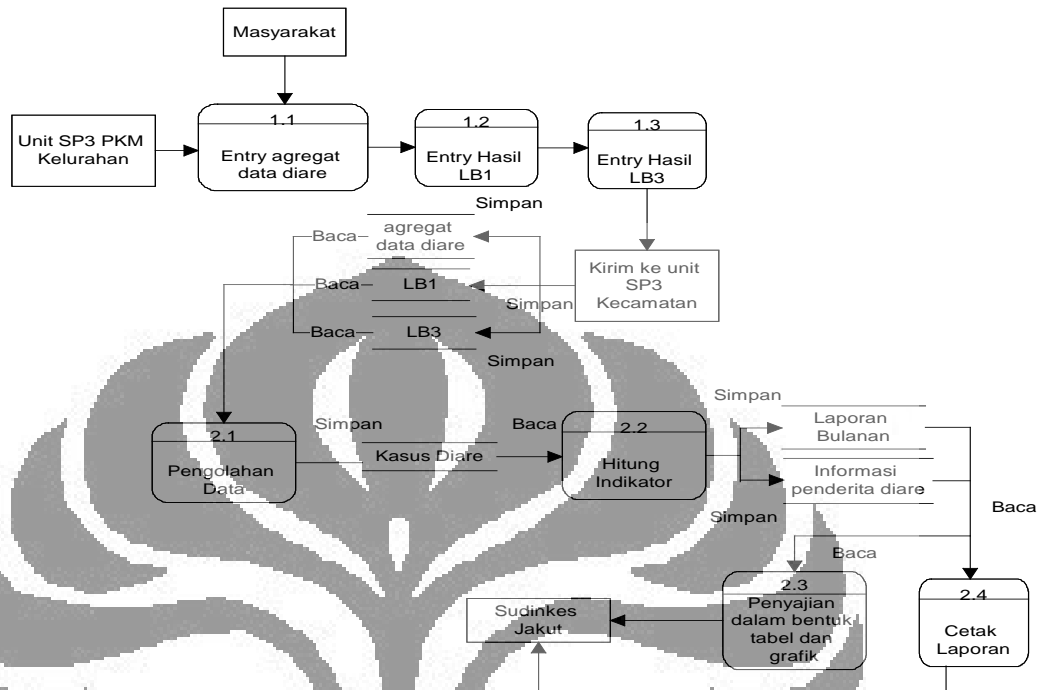 Masyarakat
Unit SP3 PKM
Kelurahan
1.1
Entry agregat
data diare
1.2
Entry Hasil
LB1
1.3
Entry Hasil
LB3
Simpan
Baca
agregat
data diare
Kirim ke unit
SP3
Kecamatan
Baca
LB1
Simpan
Baca
LB3
Simpan
Simpan
Laporan
Bulanan
2.1
Pengolahan
Data
Simpan
Kasus Diare
Baca
2.2
Hitung
Indikator
Informasi
penderita diare
Simpan
Baca
Baca
2.3
Penyajian
dalam bentuk
tabel dan
grafik
Sudinkes
Jakut
2.4
Cetak
Laporan